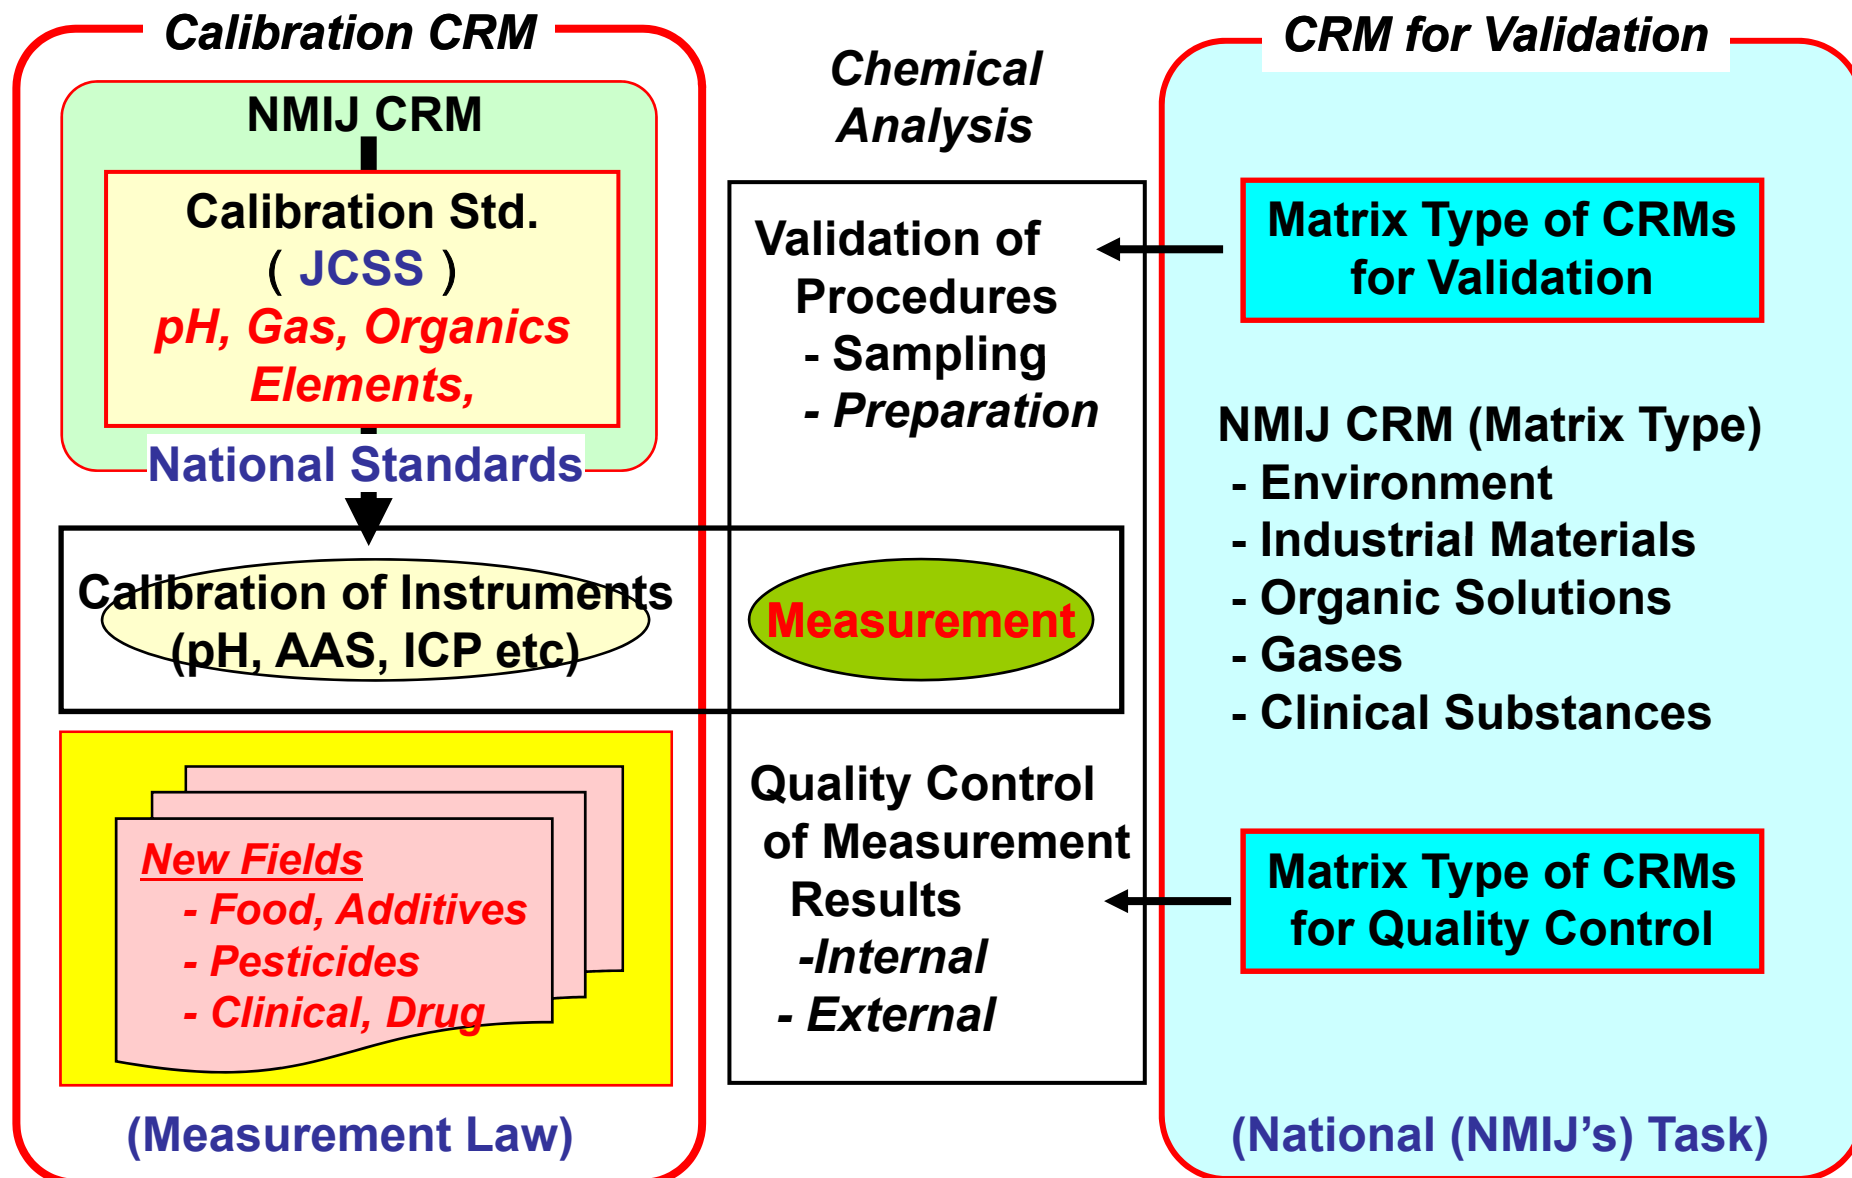 Calibration CRM
NMIJ CRM
Calibration Std.
( JCSS )
pH, Gas, Organics
Elements,
National Standards
Calibration of Instruments
(pH, AAS, ICP etc)
New Fields
- Food, Additives
- Pesticides
- Clinical, Drug
(Measurement Law)
Chemical
Analysis
Validation of
Procedures
- Sampling
- Preparation
Measurement
Quality Control
of Measurement
Results
-Internal
- External
CRM for Validation
Matrix Type of CRMs
for Validation
NMIJ CRM (Matrix Type)
- Environment
- Industrial Materials
- Organic Solutions
- Gases
- Clinical Substances
Matrix Type of CRMs
for Quality Control
(National (NMIJ’s) Task)